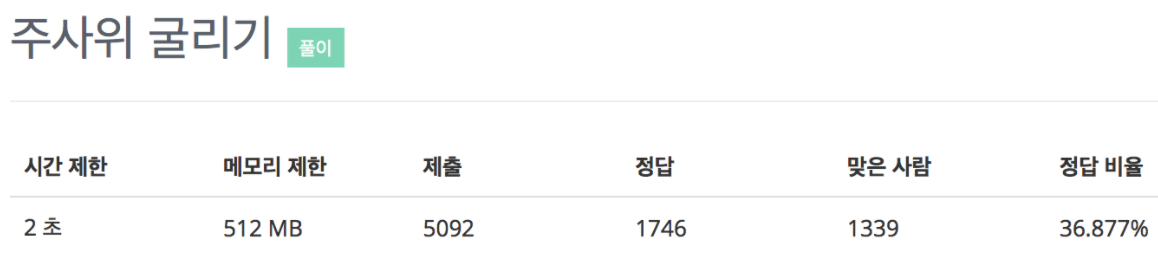 주사위 굴리기 풀이
시간 제한 메모리 제한 제출 정답 맞은 사람 정답 비율
2 초 512 MB 5092 1746 1339 36.877%